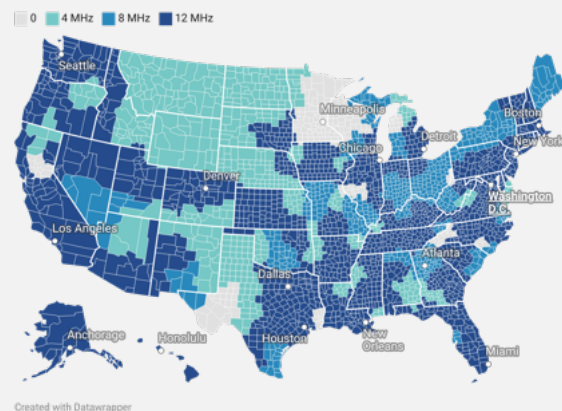 0 4 MHz 8 MHz 12 MHz
Seattle
Minneapolis
Boston
Detroit
New York
Chicago
Denver
Washington
D.C.
Los Angeles
Atlanta
Dallas
Anchorage
Honolulu
Houston
New
Orleans
Miami
Created with Datawrapper